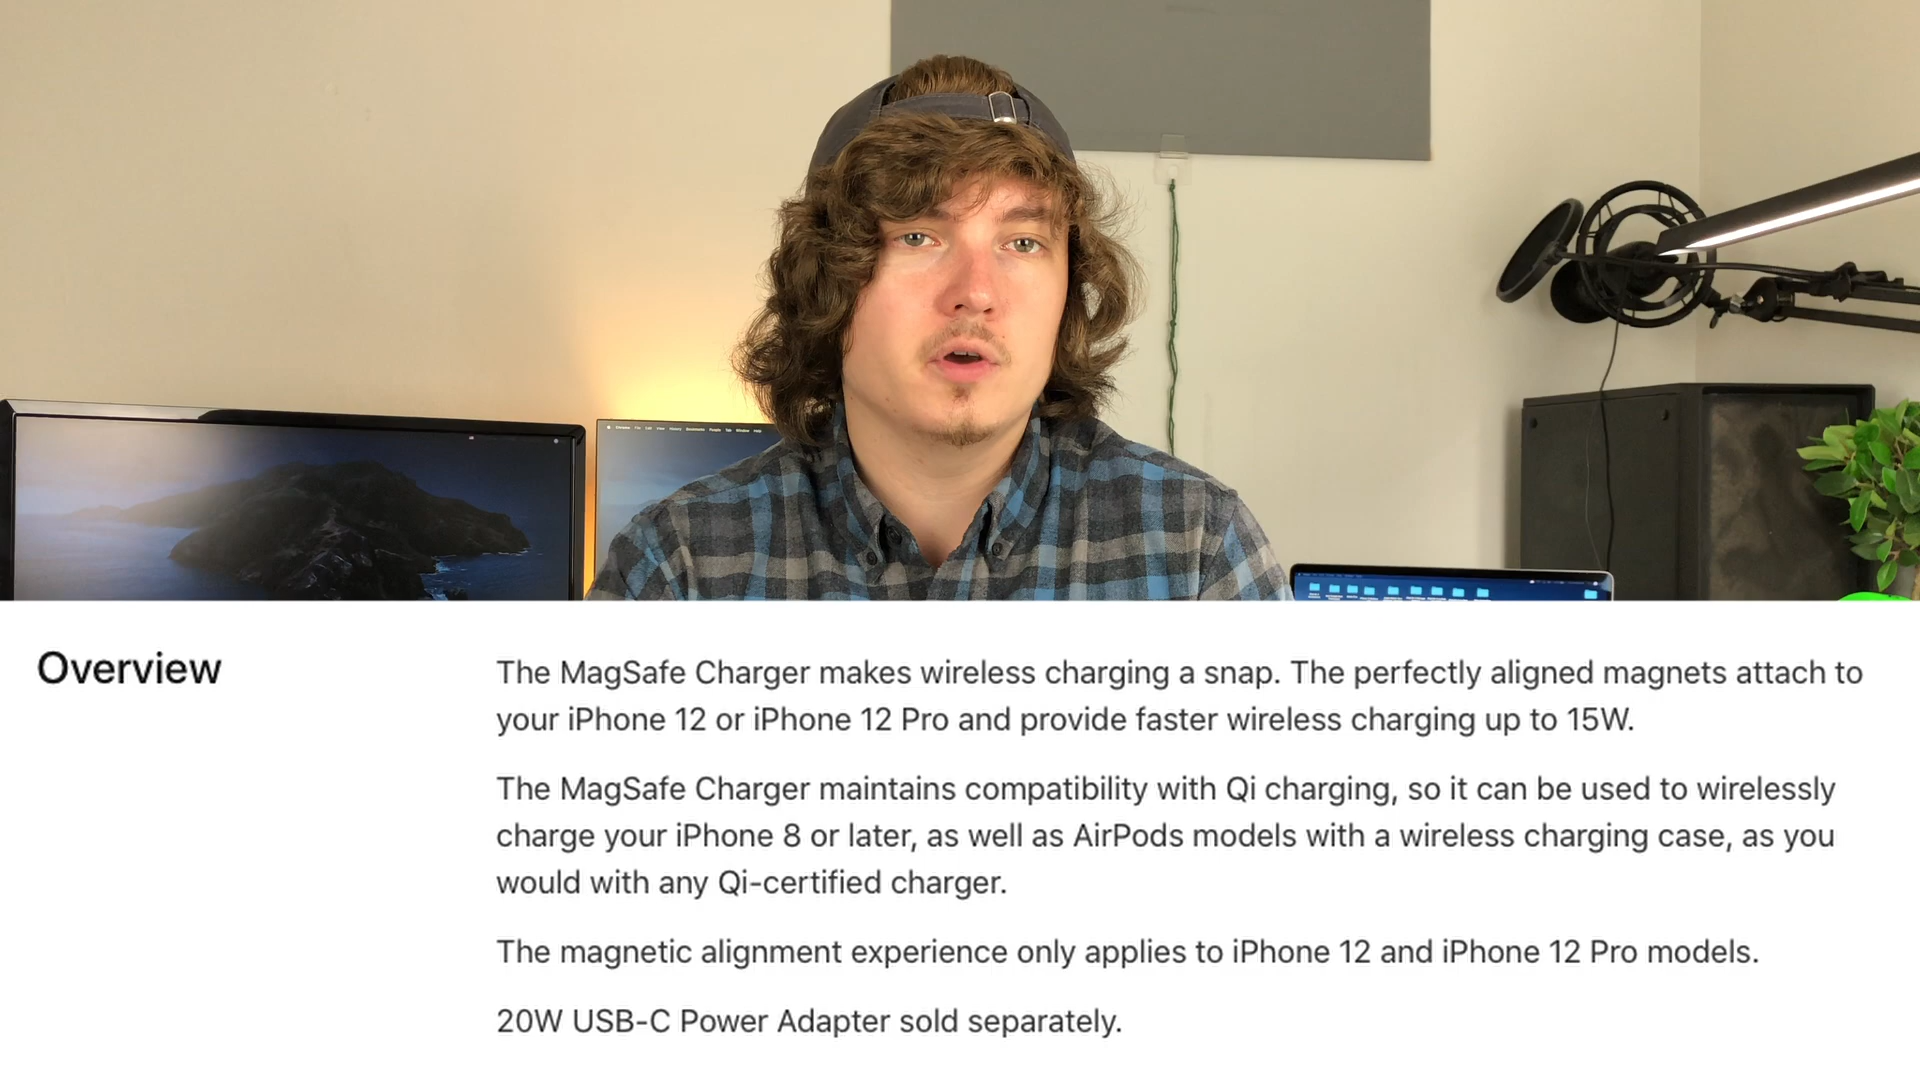 Overview
The MagSafe Charger makes wireless charging a snap. The perfectly aligned magnets attach to
your iPhone 12 or iPhone 12 Pro and provide faster wireless charging up to 15W.
The MagSafe Charger maintains compatibility with Qi charging, so it can be used to wirelessly
charge your iPhone 8 or later, as well as AirPods models with a wireless charging case, as you
would with any Qi-certified charger.
The magnetic alignment experience only applies to iPhone 12 and iPhone 12 Pro models.
20W USB-C Power Adapter sold separately.